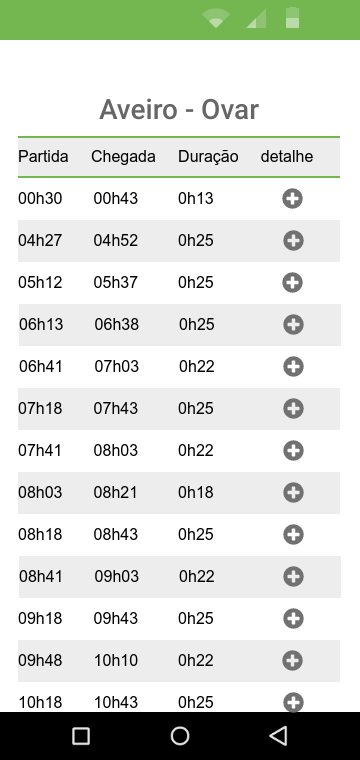 Aveiro - Ovar
Partida Chegada Duração detalhe
00h30 00h43 0h13
04h27 04h52 0h25
05h12 05h37 0h25
06h13 06h38 0h25
06h41 07h03 0h22
07h18 07h43 0h25
07h41 08h03 0h22
08h03 08h21 0h18
08h18 08h43 0h25
08h41 09h03 0h22
09h18 09h43 0h25
09h48 10h10 0h22
10h18 10h43 0h25